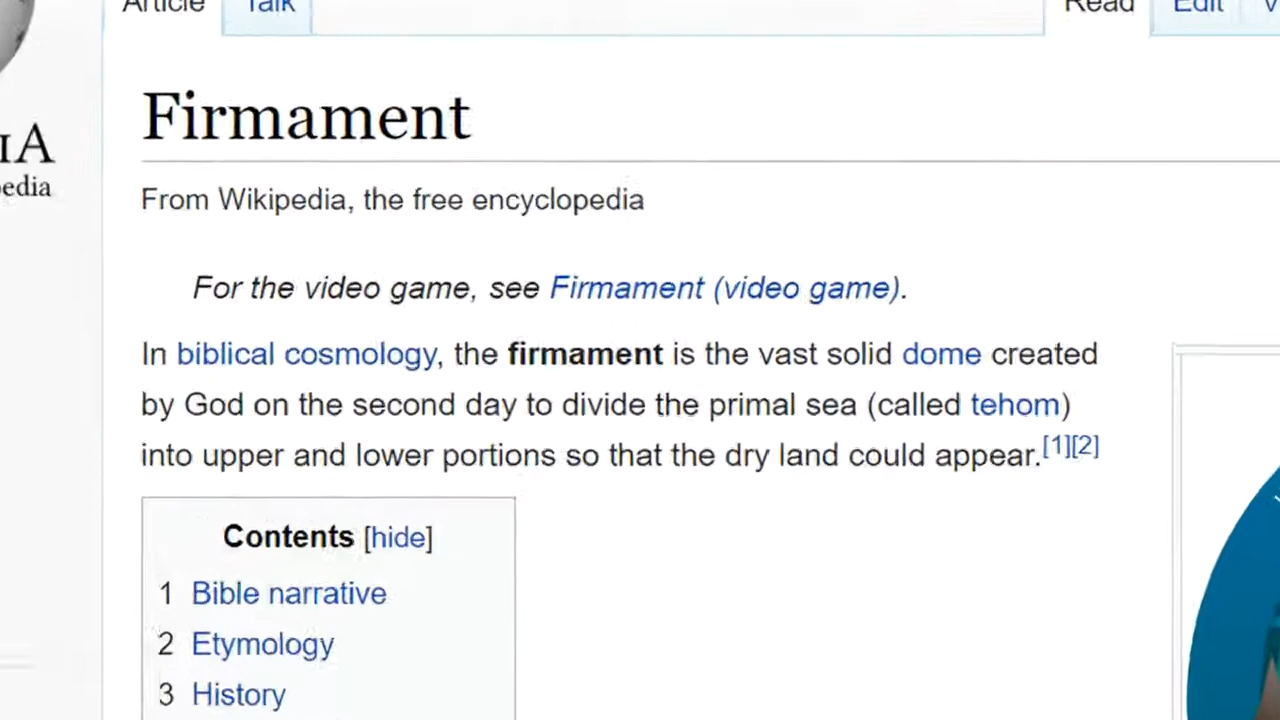 Article Talk Read Edit
Firmament
From Wikipedia, the free encyclopedia
For the video game, see Firmament (video game).
In biblical cosmology, the firmament is the vast solid dome created
by God on the second day to divide the primal sea (called tehom)
into upper and lower portions so that the dry land could appear.[1][2]
Contents [hide]
1 Bible narrative
2 Etymology
3 History